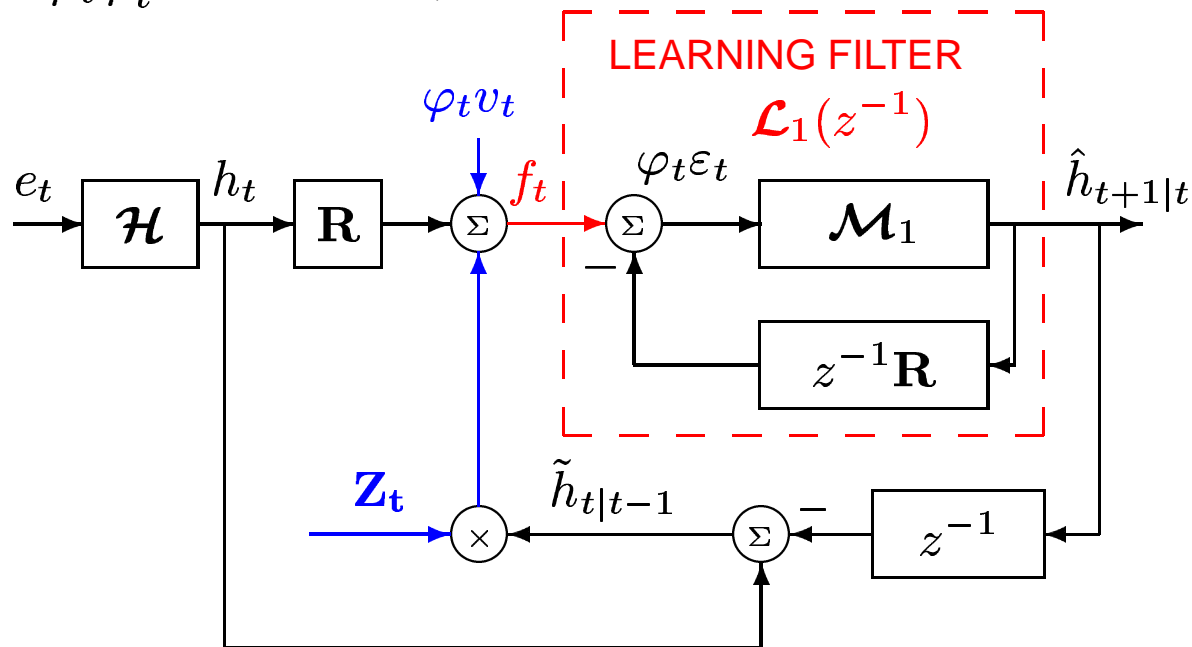 LEARNING FILTER
φₜvₜ
𝓛₁(z⁻¹)
eₜ
hₜ
fₜ
φₜεₜ
ĥₜ₊₁|ₜ
𝓗
R
Σ
Σ
𝓜₁
−
z⁻¹R
Zₜ
h̃ₜ|ₜ₋₁
−
×
Σ
z⁻¹